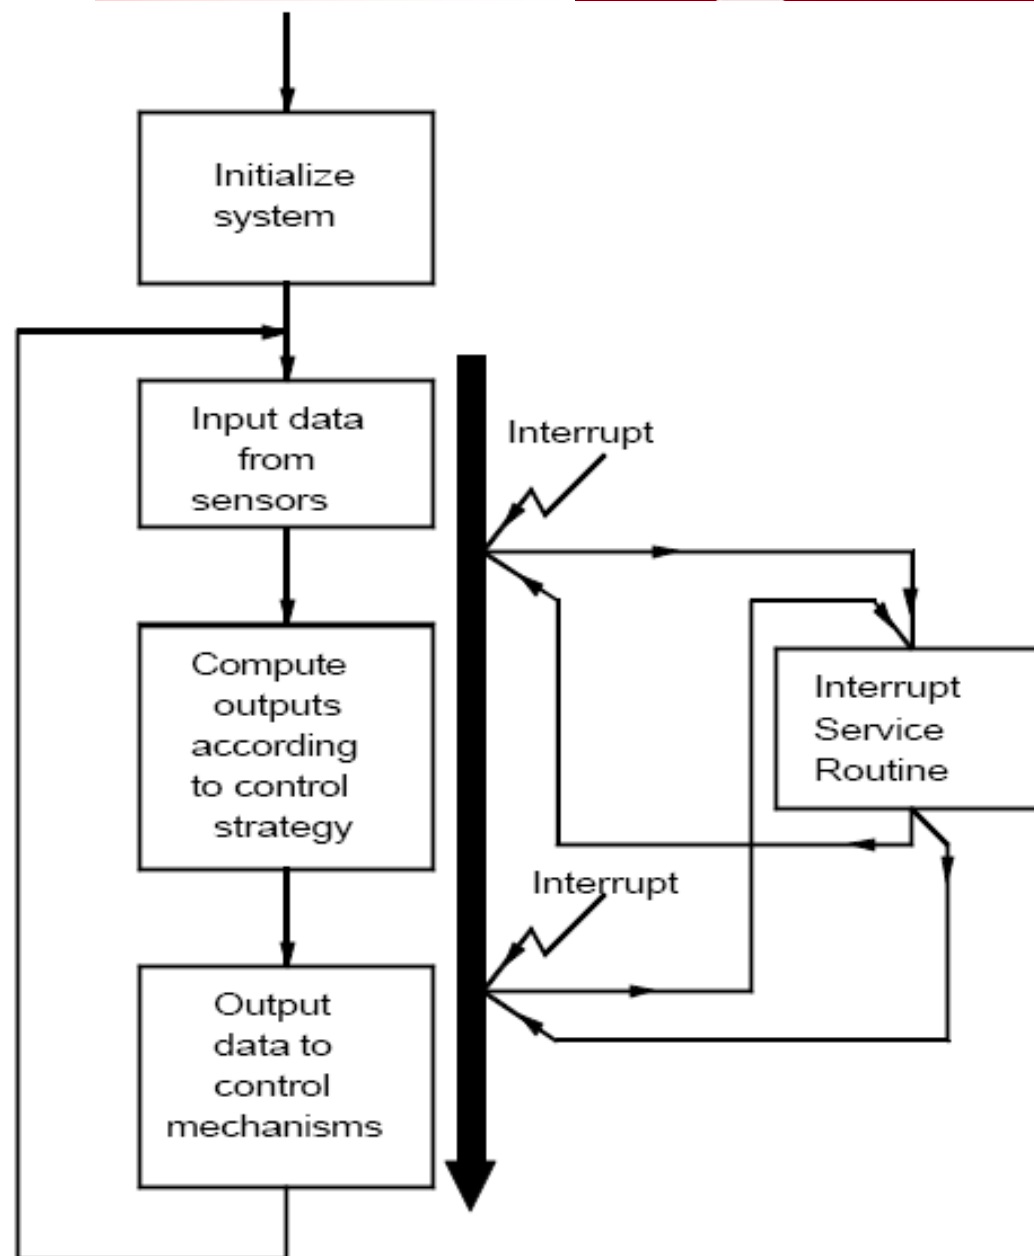 Initialize
system
Input data
from
sensors
Interrupt
Compute
outputs
according
to control
strategy
Interrupt
Service
Routine
Interrupt
Output
data to
control
mechanisms